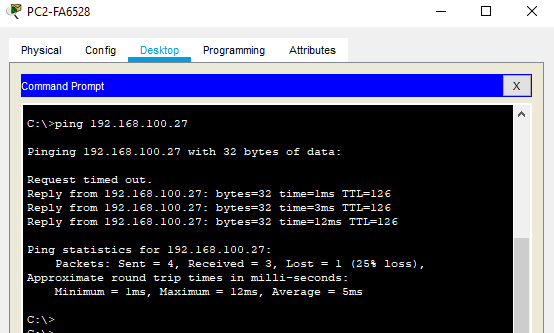 PC2-FA6528
Physical Config Desktop Programming Attributes
Command Prompt X
C:\>ping 192.168.100.27
Pinging 192.168.100.27 with 32 bytes of data:
Request timed out.
Reply from 192.168.100.27: bytes=32 time=1ms TTL=126
Reply from 192.168.100.27: bytes=32 time=3ms TTL=126
Reply from 192.168.100.27: bytes=32 time=12ms TTL=126
Ping statistics for 192.168.100.27:
Packets: Sent = 4, Received = 3, Lost = 1 (25% loss),
Approximate round trip times in milli-seconds:
Minimum = 1ms, Maximum = 12ms, Average = 5ms
C:\>
C:\>